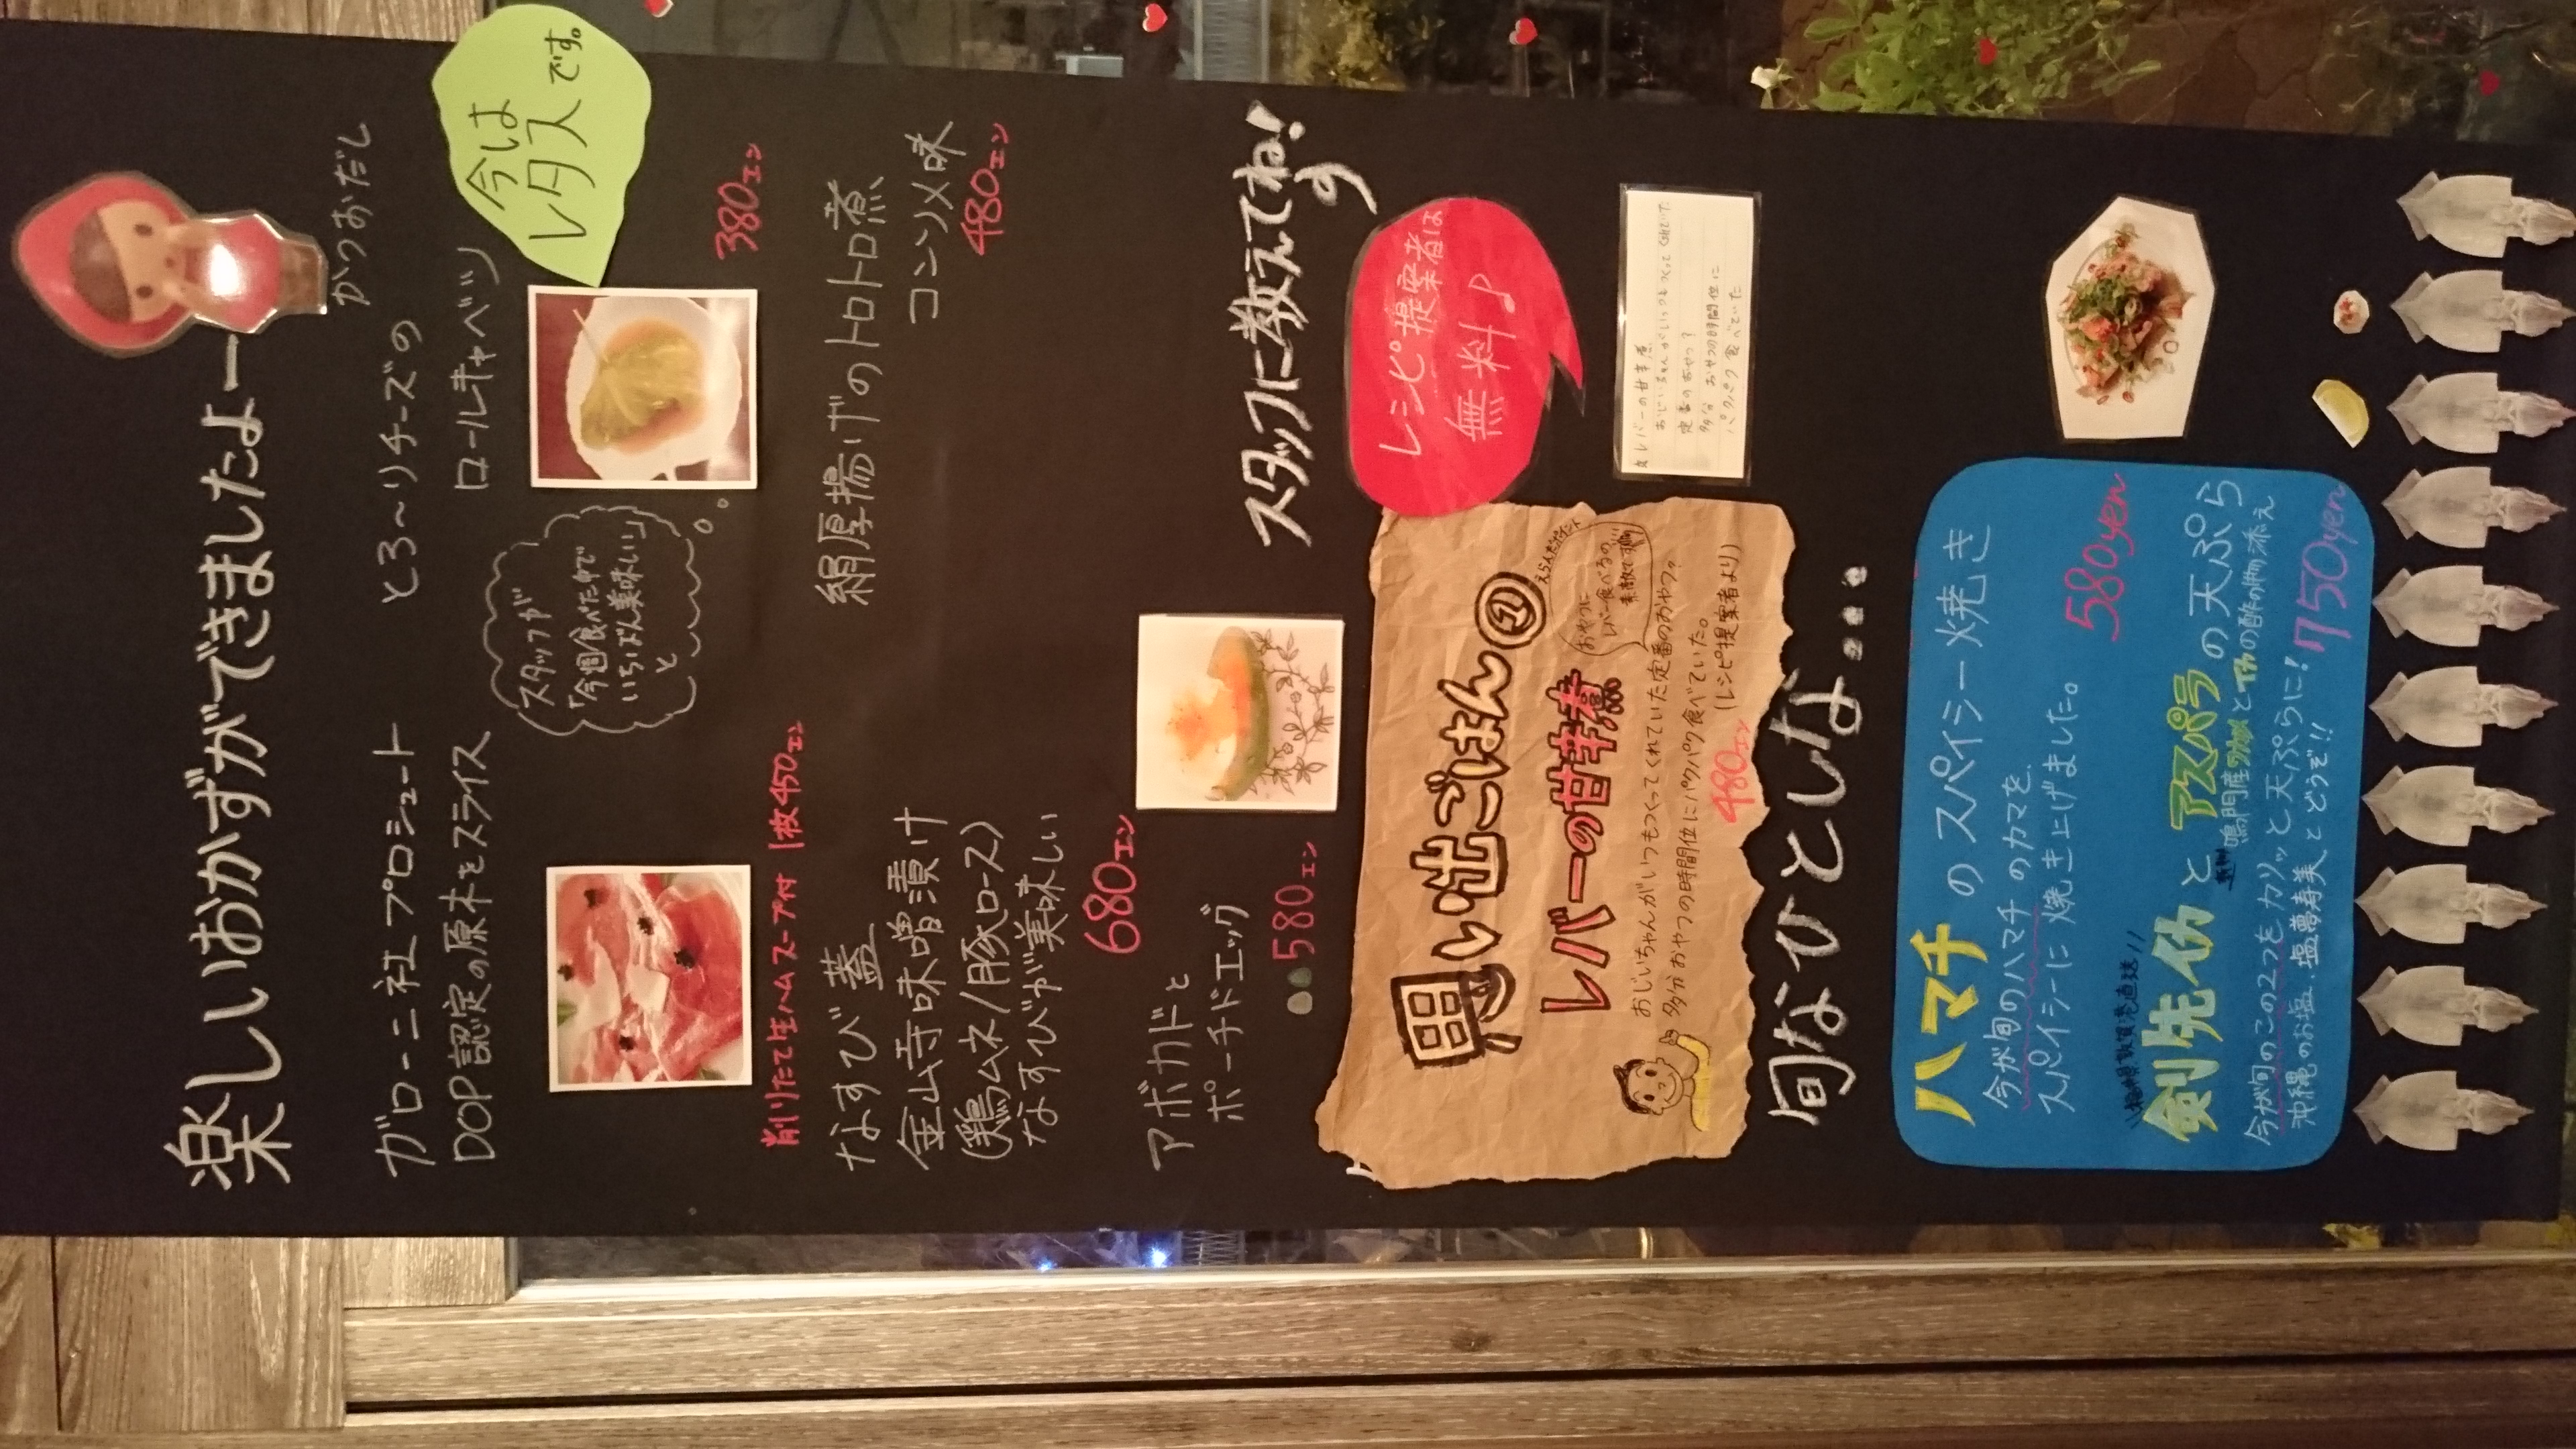 楽しいおかずができましたよー
かつおだし
ガローニ社 プロシュート
DOP認定の原木をスライス
削りたて生ハム スープ付 1枚450エン
とろ〜りチーズの
ロールキャベツ
今は
レタスです。
スタッフが
「今週食べた中で
いちばん美味しい」
と
380エン
なすび蓋
金山寺味噌漬け
(鶏ムネ/豚ロース)
なすびが美味しい
680エン
絹厚揚げのトロトロ煮
コンソメ味
480エン
アボカドと
ポーチドエッグ
580エン
スタッフに教えてね!
レシピ提案者は
無料♪
思い出ごはん①
レバーの甘辛煮
えらんだポイント
おやつに
レバー食べるの
素敵です
おじいちゃんがいつもつくってくれていた定番のおやつ?
多分おやつの時間位にパクパク食べていた。
480エン (レシピ提案者より)
レバーの甘辛煮
おじいちゃんがいつもつくってくれていた
定番のおやつ?
多分 おやつの時間位に
パクパク食べていた
旬なひとしな...
ハマチのスパイシー焼き
今が旬のハマチのカマを、
スパイシーに焼き上げました。
580yen
\\福井県敦賀港直送//
剣先イカとアスパラの天ぷら
鳴門産ワカメとイカの酢の物添え
今が旬のこの2つをカリッと天ぷらに!
沖縄のお塩、塩夢寿美とどうぞ!!
750yen